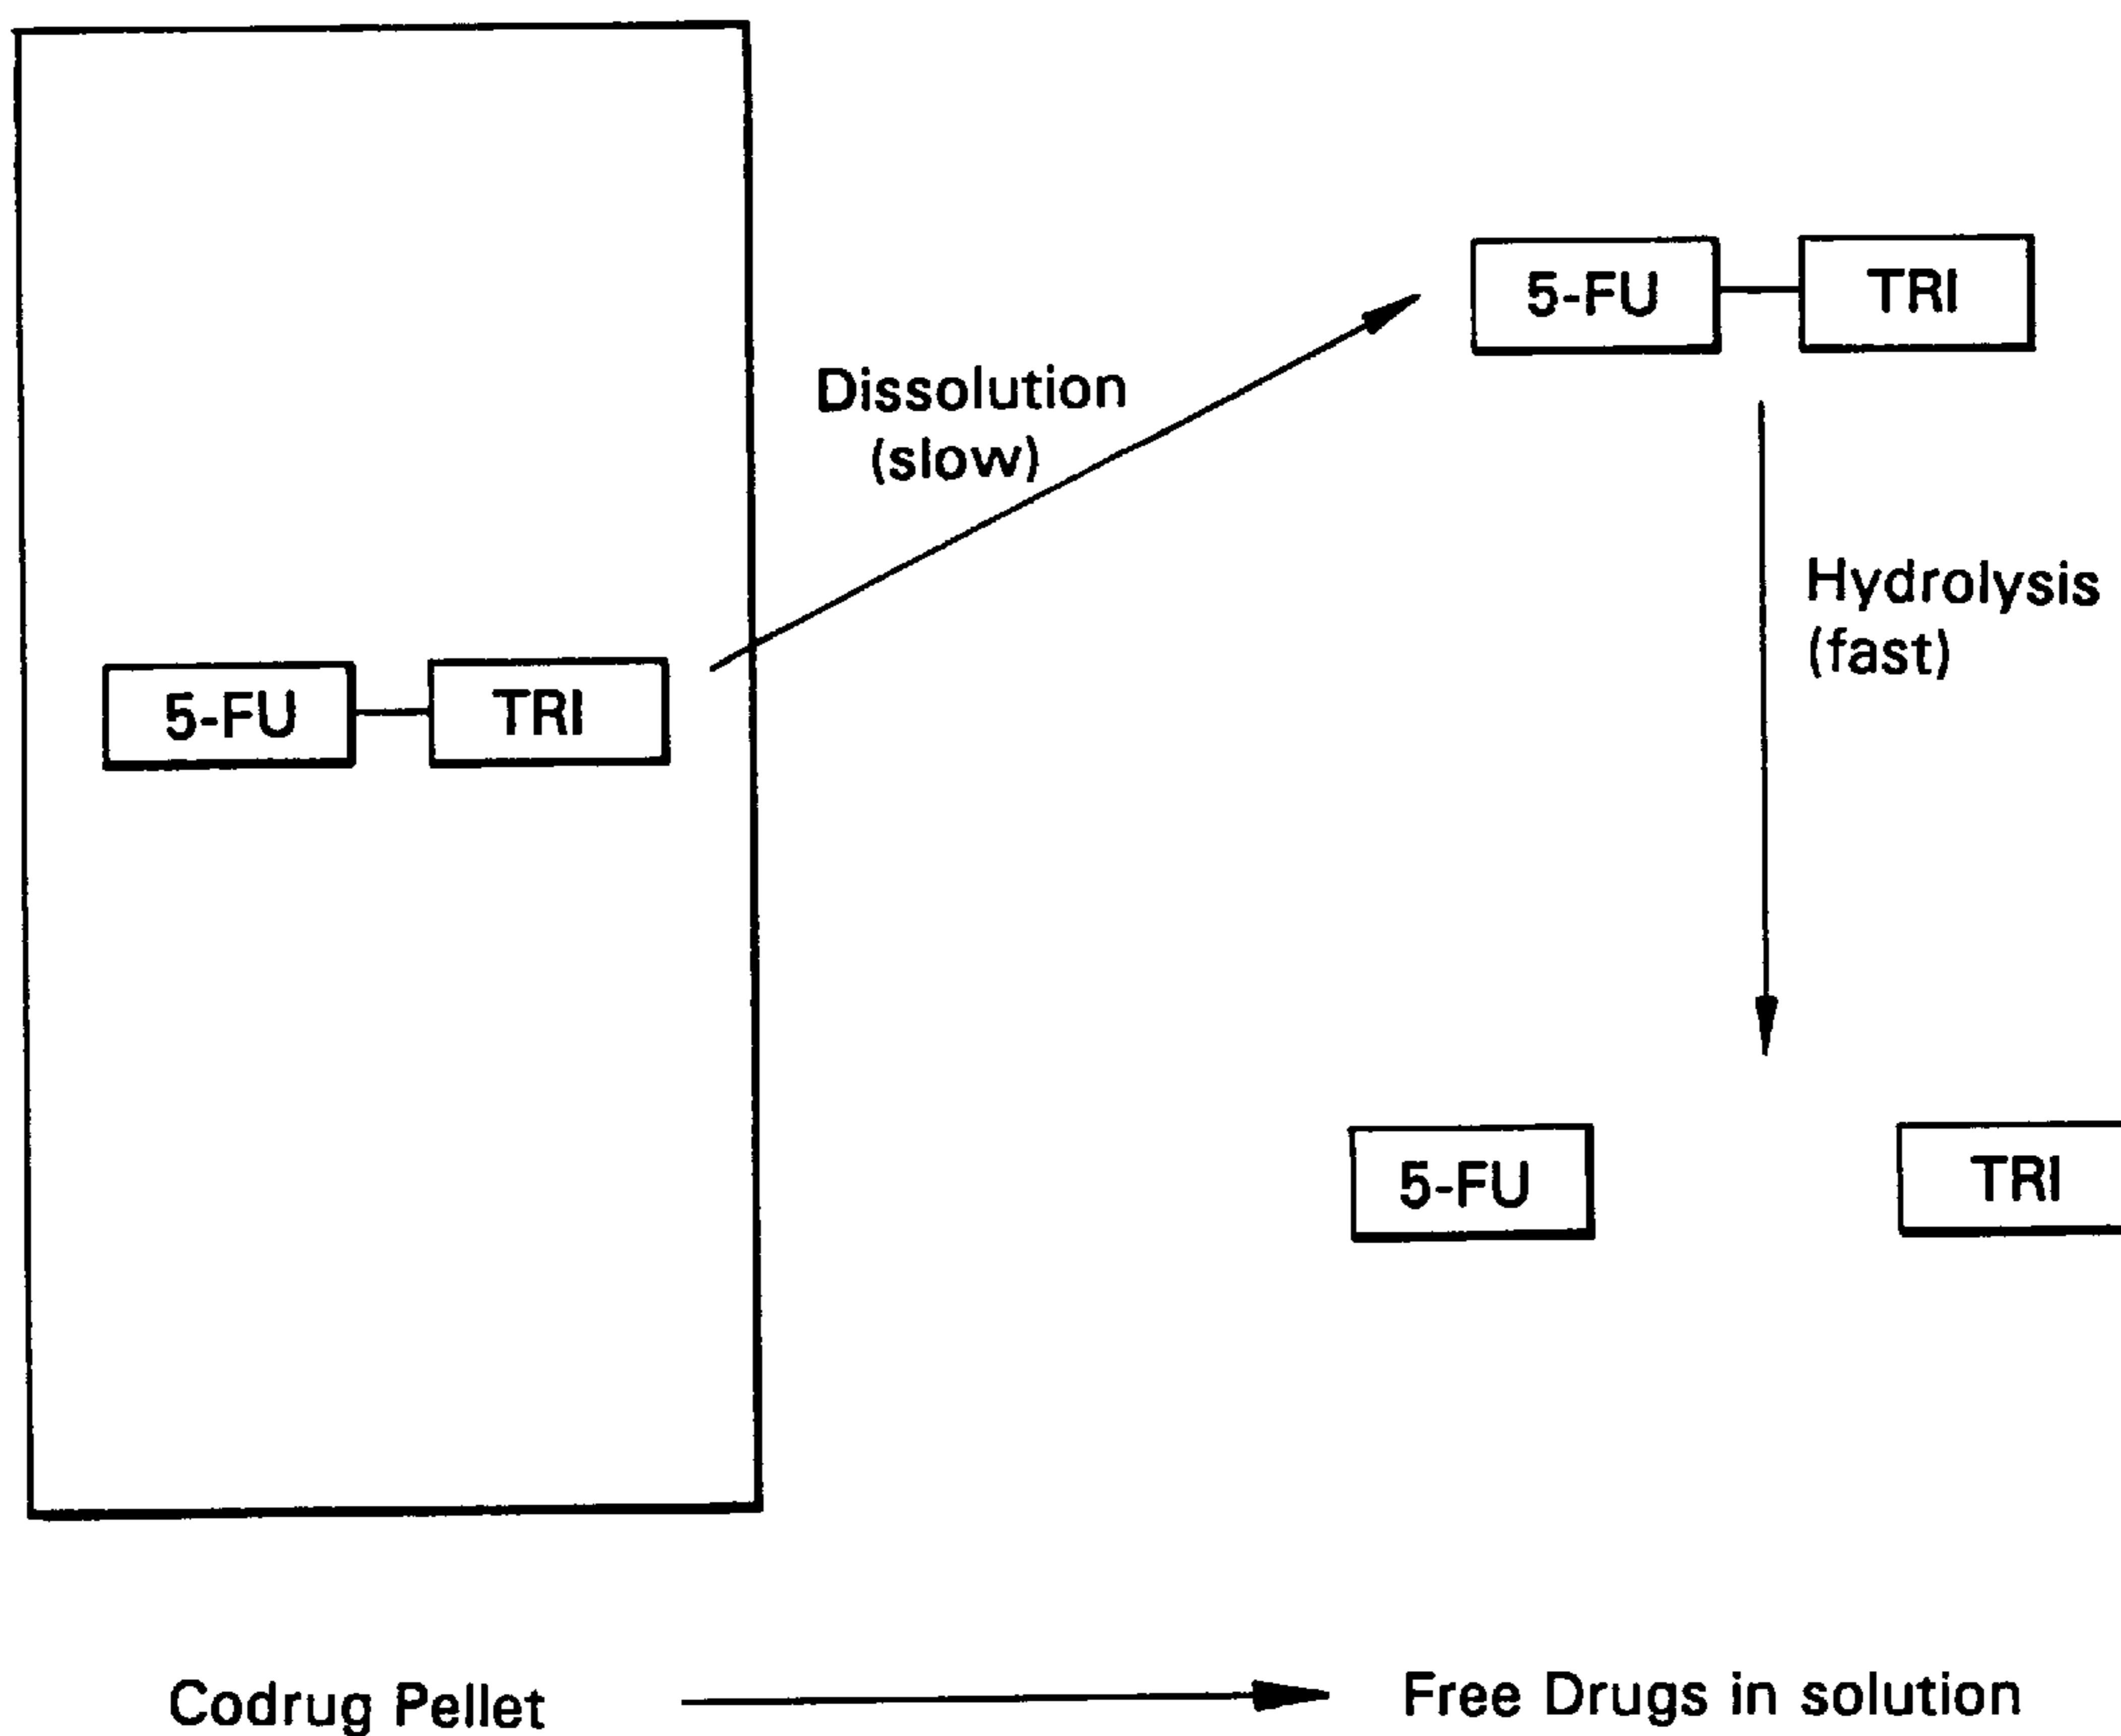 5-FU
TRI
Dissolution
(slow)
Hydrolysis
(fast)
5-FU
TRI
5-FU
TRI
Codrug Pellet
Free Drugs in solution